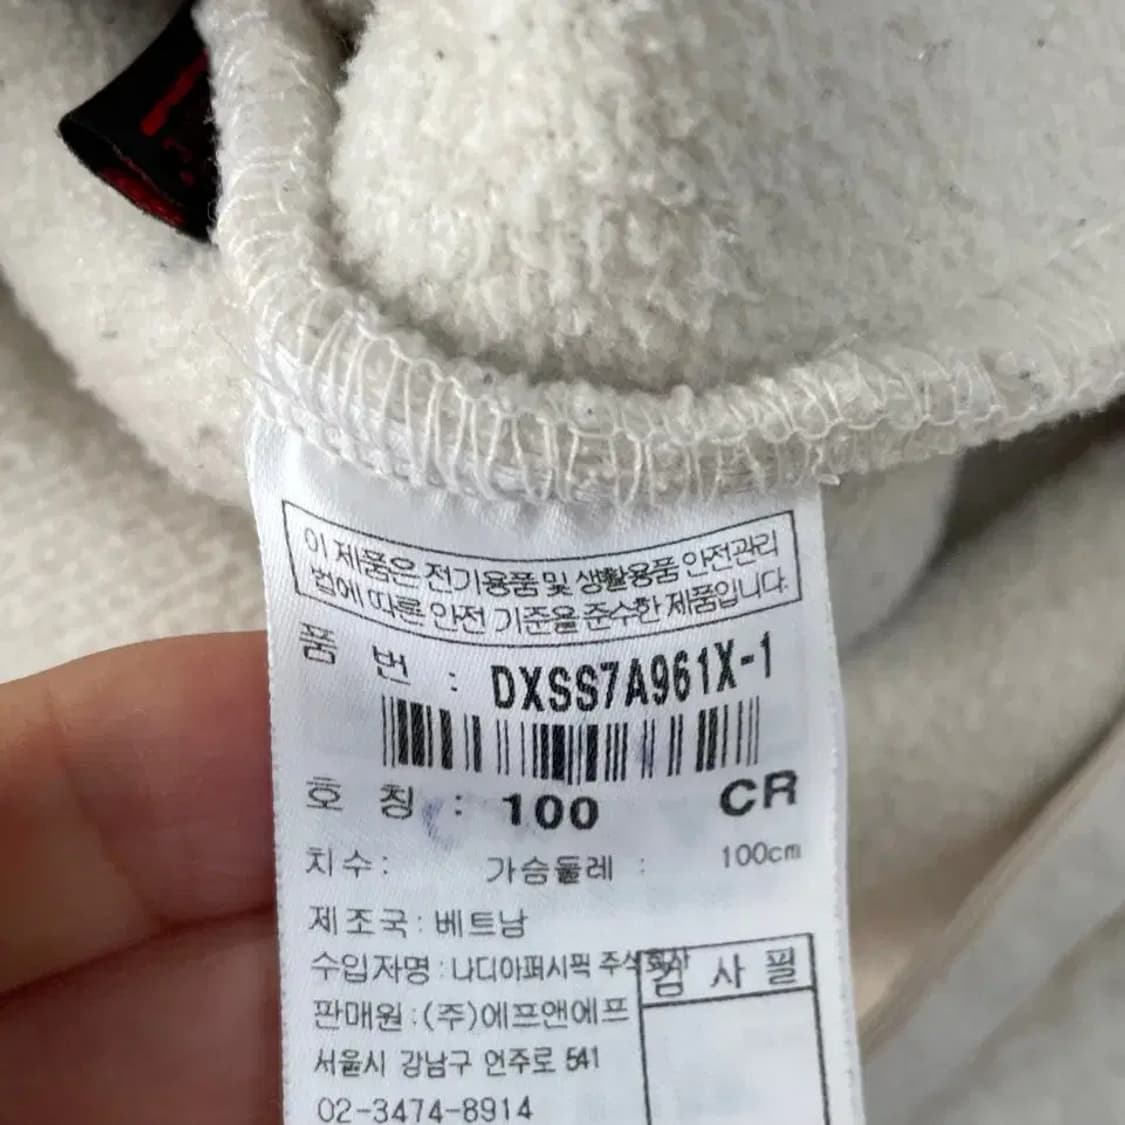 이 제품은 전기용품 및 생활용품 안전관리
법에 따른 안전 기준을 준수한 제품입니다.
품 번 : DXSS7A961X-1
호 칭 : 100 CR
치수: 가슴둘레 : 100cm
제조국 : 베트남
수입자명 : 나디아퍼시픽 주식회사
검 사 필
판매원 : (주)에프앤에프
서울시 강남구 언주로 541
02-3474-8914